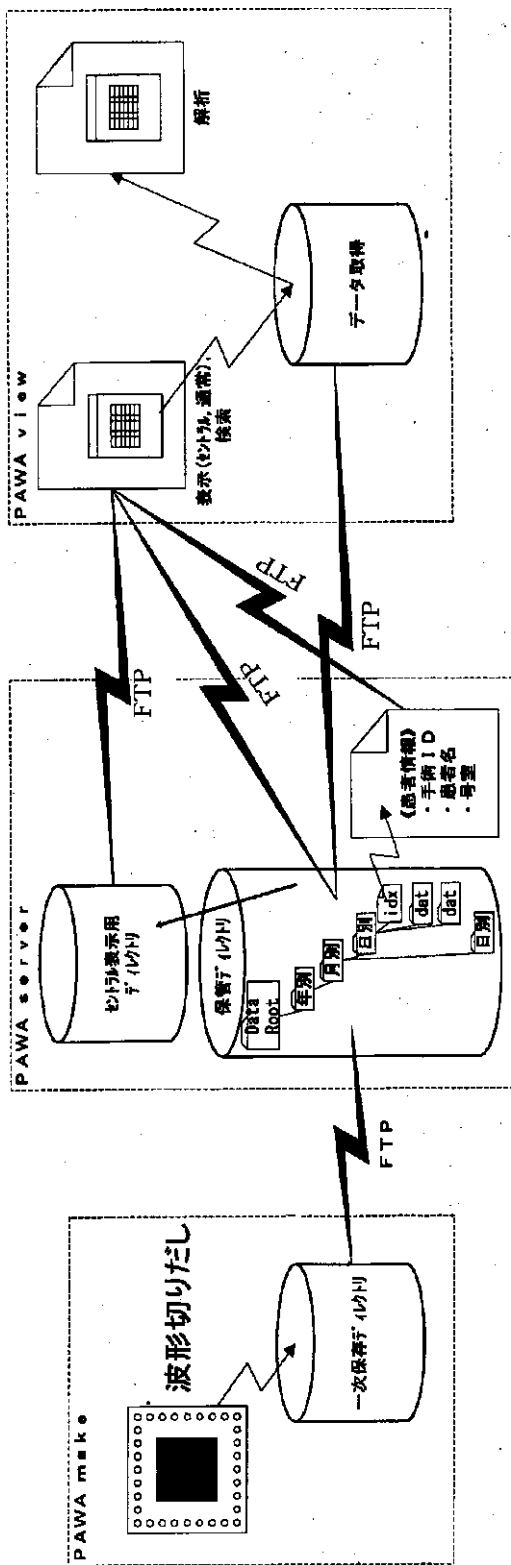 PAWA make
波形切りだし
一次保存ディレクトリ
FTP
PAWA server
セントラル表示用
ディレクトリ
保管ディレクトリ
Data
Root
年別
月別
日別
idx
dat
dat
日別
《患者情報》
・手術ID
・患者名
・号室
FTP
FTP
FTP
FTP
PAWA view
表示(セントラル,通常),
検索
データ取得
解析